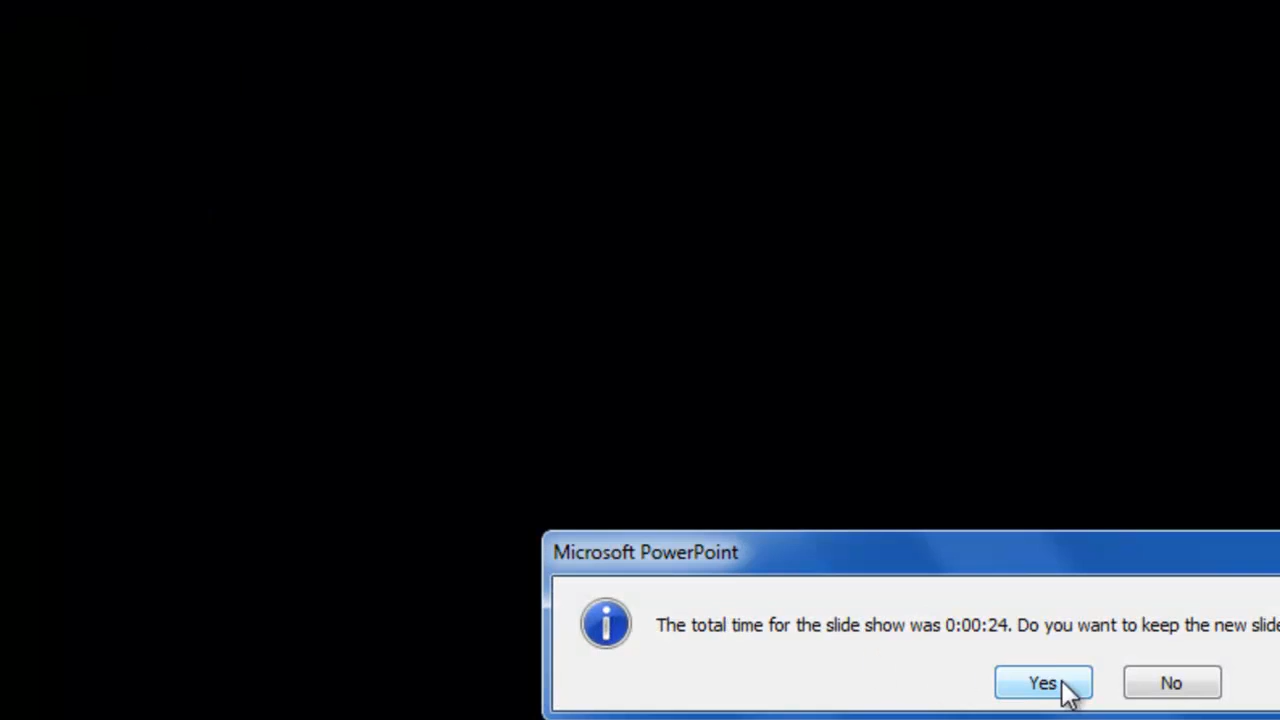 Microsoft PowerPoint
The total time for the slide show was 0:00:24. Do you want to keep the new slide
Yes
No